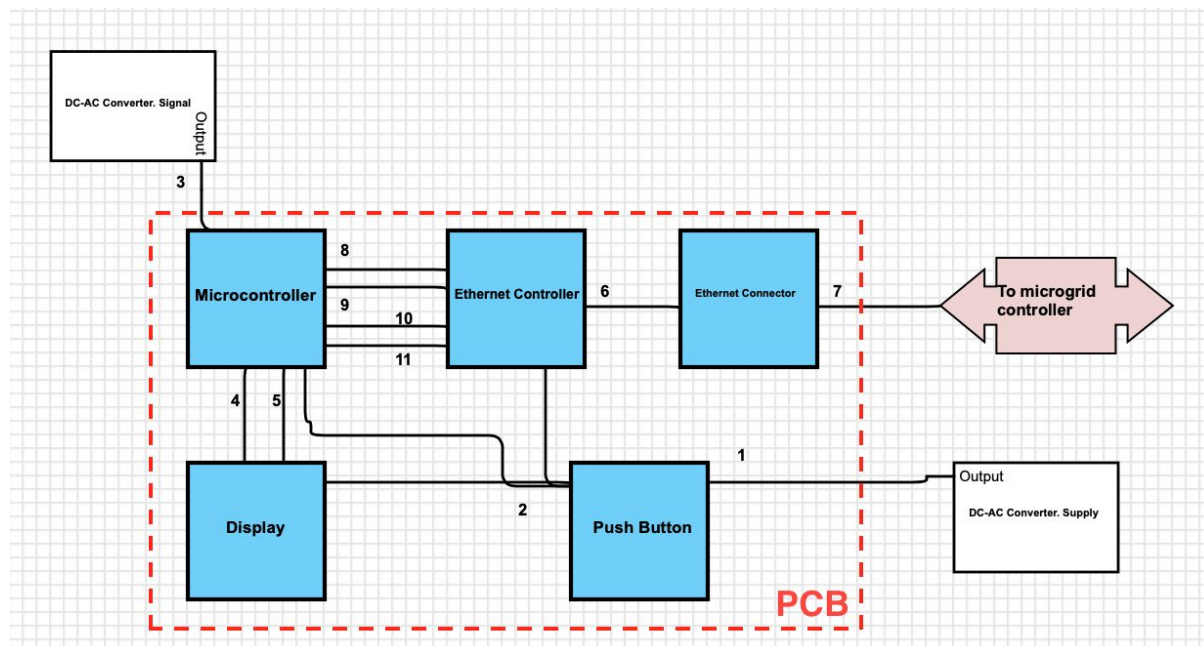 DC-AC Converter. Signal
Output
3
8
Microcontroller
Ethernet Controller
6
Ethernet Connector
7
To microgrid
controller
9
10
11
4
5
1
Output
DC-AC Converter. Supply
2
Display
Push Button
PCB